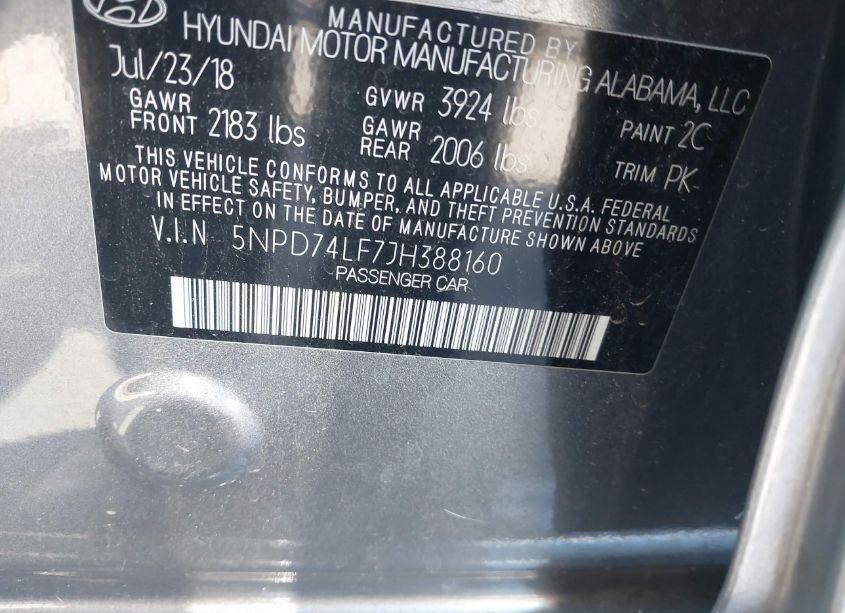 MANUFACTURED BY
HYUNDAI MOTOR MANUFACTURING ALABAMA, LLC
Jul/23/18 GVWR 3924 lbs PAINT 2C
GAWR FRONT 2183 lbs GAWR REAR 2006 lbs TRIM PK
THIS VEHICLE CONFORMS TO ALL APPLICABLE U.S.A. FEDERAL
MOTOR VEHICLE SAFETY, BUMPER, AND THEFT PREVENTION STANDARDS
IN EFFECT ON THE DATE OF MANUFACTURE SHOWN ABOVE
V.I.N 5NPD74LF7JH388160
PASSENGER CAR